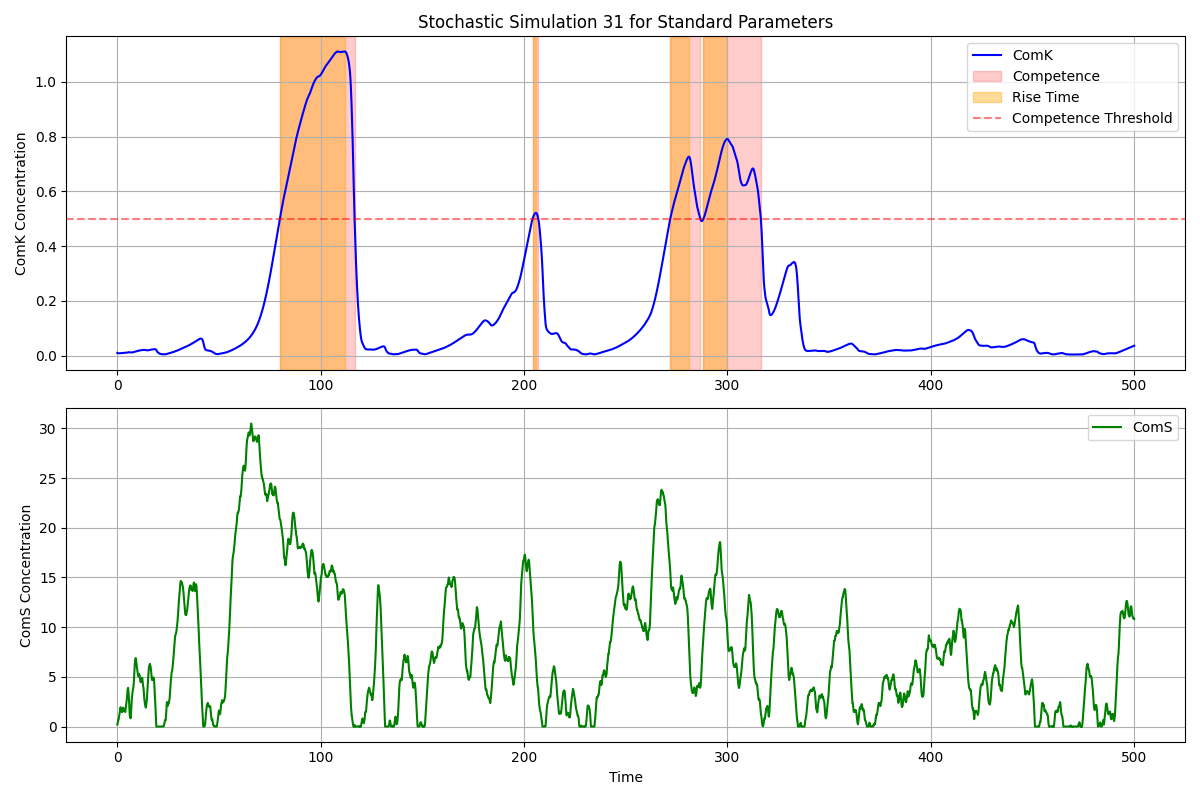 Stochastic Simulation 31 for Standard Parameters
ComK Concentration
1.0
0.8
0.6
0.4
0.2
0.0
ComK
Competence
Rise Time
Competence Threshold
0 100 200 300 400 500
ComS Concentration
30
25
20
15
10
5
0
ComS
0 100 200 300 400 500
Time